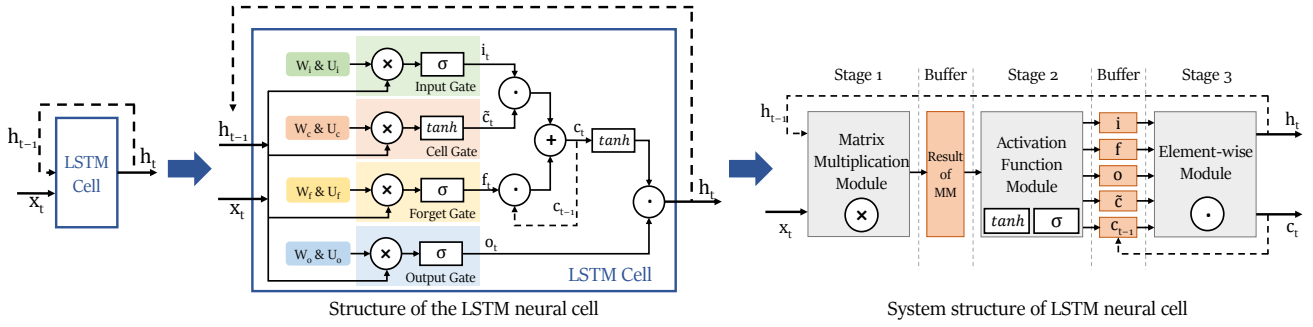 h_{t-1}
LSTM
Cell
h_t
x_t
h_{t-1}
x_t
W_i & U_i
×
σ
i_t
Input Gate
W_c & U_c
×
tanh
c̃_t
Cell Gate
W_f & U_f
×
σ
f_t
Forget Gate
W_o & U_o
×
σ
o_t
Output Gate
+
c_t
tanh
c_{t-1}
h_t
LSTM Cell
Structure of the LSTM neural cell
Stage 1
Buffer
Stage 2
Buffer
Stage 3
h_{t-1}
x_t
Matrix
Multiplication
Module
×
Result
of
MM
Activation
Function
Module
tanh
σ
i
f
o
c̃
c_{t-1}
Element-wise
Module
h_t
c_t
System structure of LSTM neural cell